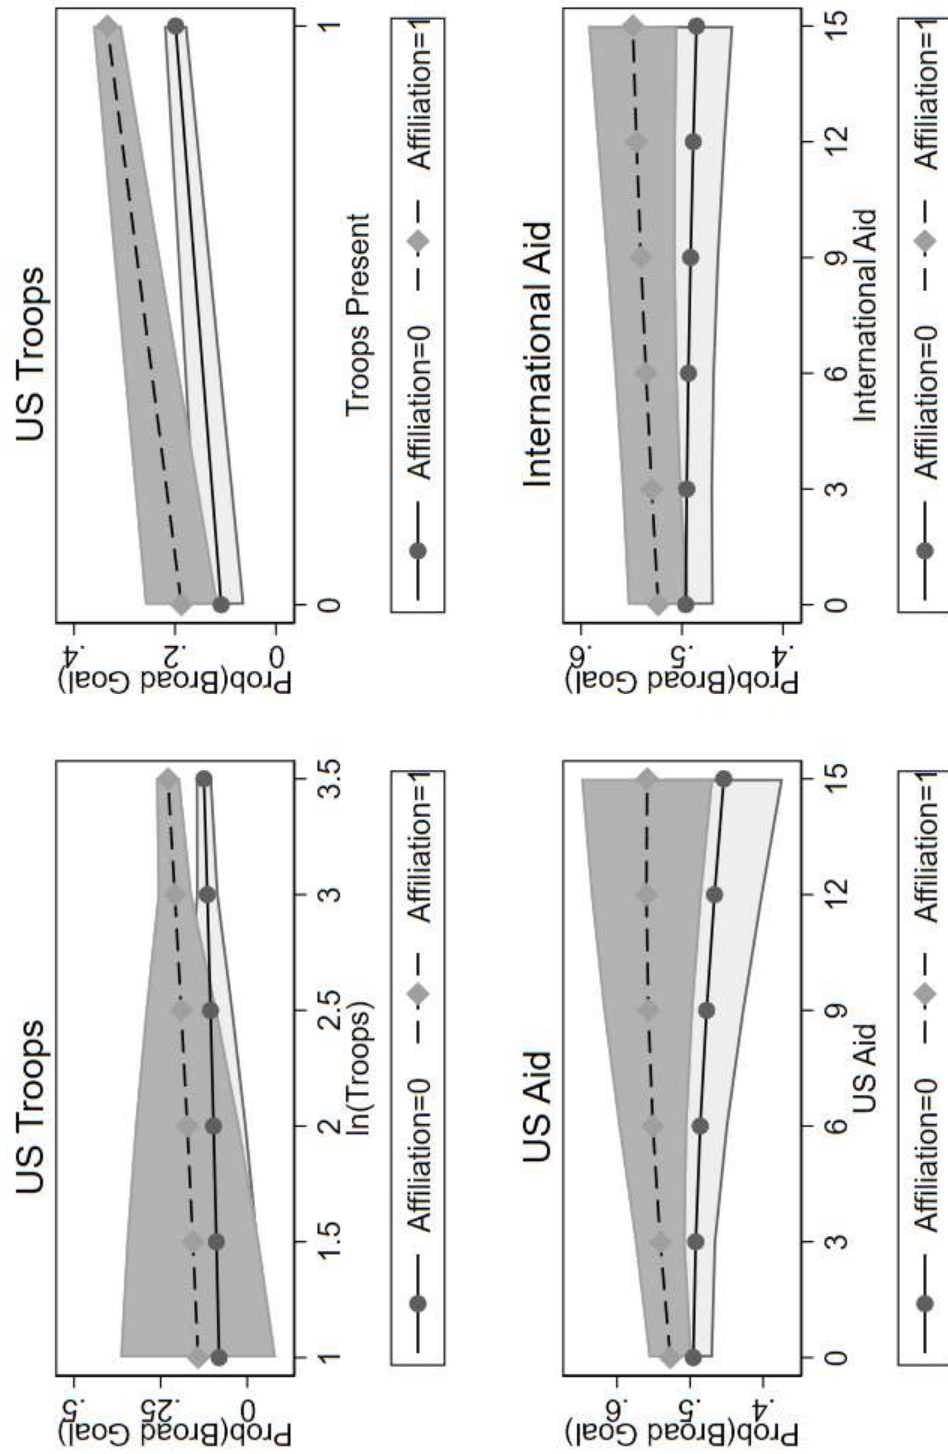 US Troops
Prob(Broad Goal)
.5
.25
0
1 1.5 2 2.5 3 3.5
ln(Troops)
Affiliation=0 Affiliation=1
US Troops
Prob(Broad Goal)
.4
.2
0
0 1
Troops Present
Affiliation=0 Affiliation=1
US Aid
Prob(Broad Goal)
.6
.5
.4
0 3 6 9 12 15
US Aid
Affiliation=0 Affiliation=1
International Aid
Prob(Broad Goal)
.6
.5
.4
0 3 6 9 12 15
International Aid
Affiliation=0 Affiliation=1